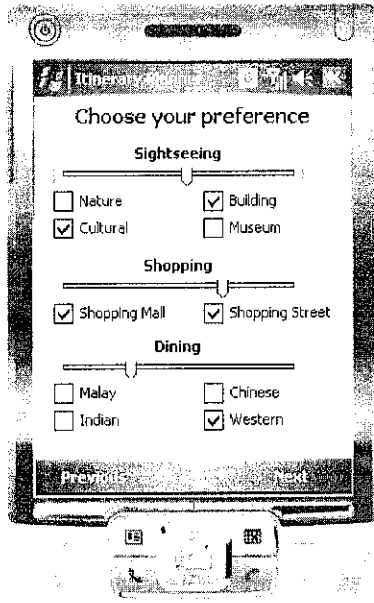 Itinerary
Choose your preference
Sightseeing
Nature Building
Cultural Museum
Shopping
Shopping Mall Shopping Street
Dining
Malay Chinese
Indian Western
Previous Next